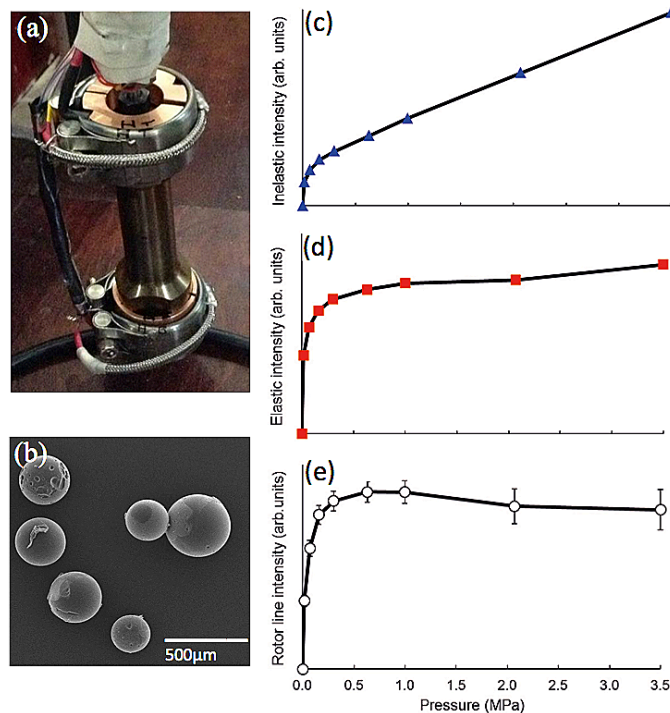 (a)
(b)
500µm
(c)
Inelastic intensity (arb. units)
(d)
Elastic intensity (arb. units)
(e)
Rotor line intensity (arb.units)
0.0 0.5 1.0 1.5 2.0 2.5 3.0 3.5
Pressure (MPa)